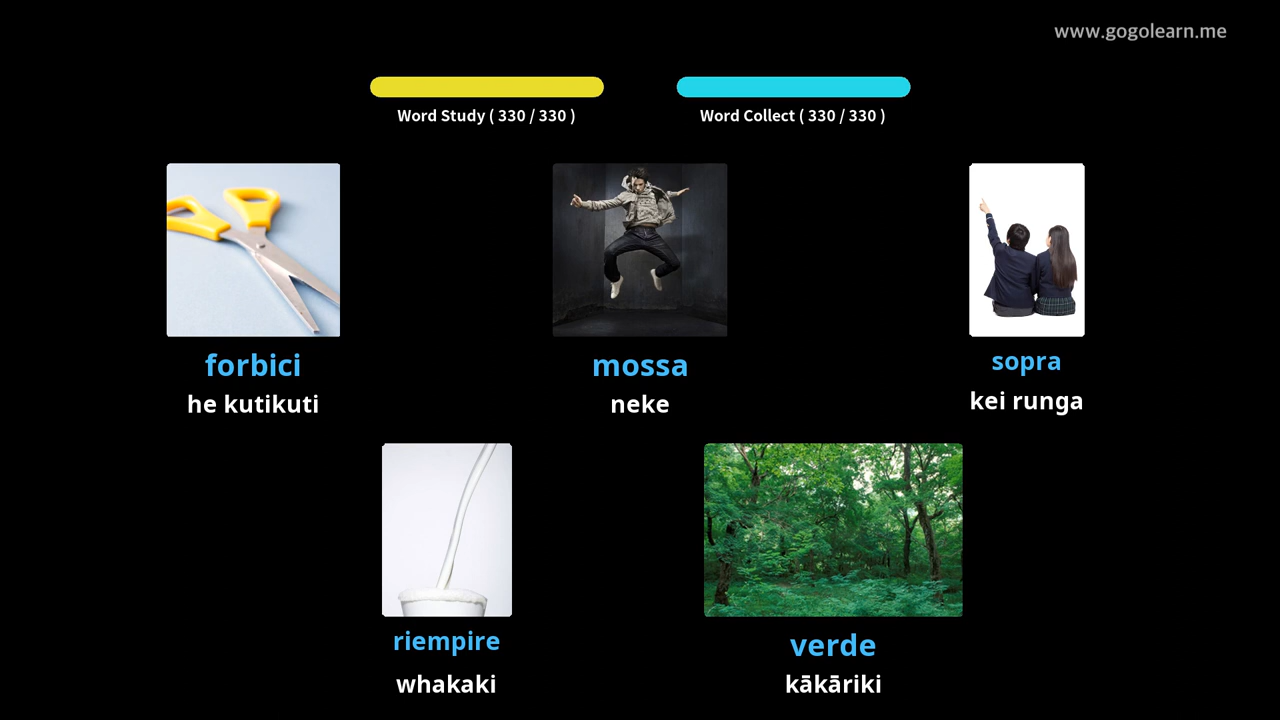 www.gogolearn.me
Word Study ( 330 / 330 )
Word Collect ( 330 / 330 )
forbici
he kutikuti
mossa
neke
sopra
kei runga
riempire
whakaki
verde
kākāriki